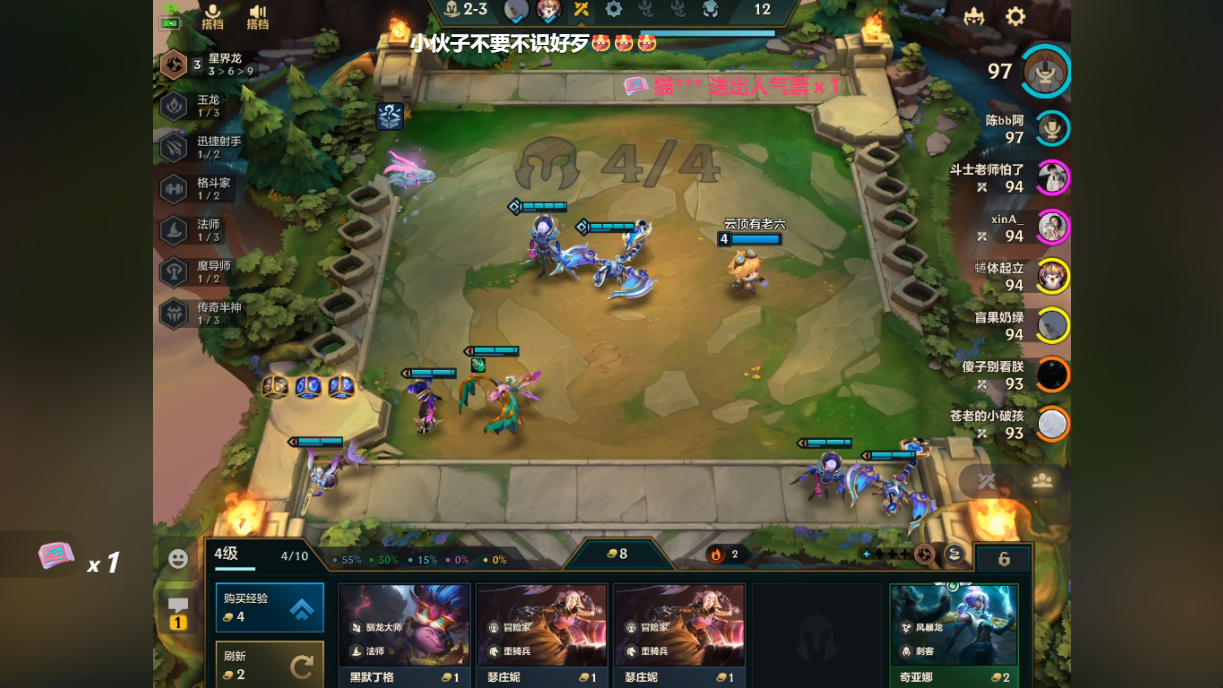 搭档
搭档
2-3
12
小伙子不要不识好歹
猫*** 送出人气票 x 1
4/4
3
星界龙
3 > 6 > 9
玉龙
1 / 3
迅捷射手
1 / 2
格斗家
1 / 2
法师
1 / 3
魔导师
1 / 2
传奇半神
1 / 3
97
陈bb阿
97
斗士老师怕了
94
xinA_
94
蜷体起立
94
盲果奶绿
94
傻子别看朕
93
苍老的小破孩
93
云顶有老六
4
x 1
4级
4/10
55%
30%
15%
0%
0%
8
2
6
1
购买经验
4
刷新
2
驯龙大师
法师
黑默丁格
1
冒险家
重骑兵
瑟庄妮
1
冒险家
重骑兵
瑟庄妮
1
风暴龙
刺客
奇亚娜
2